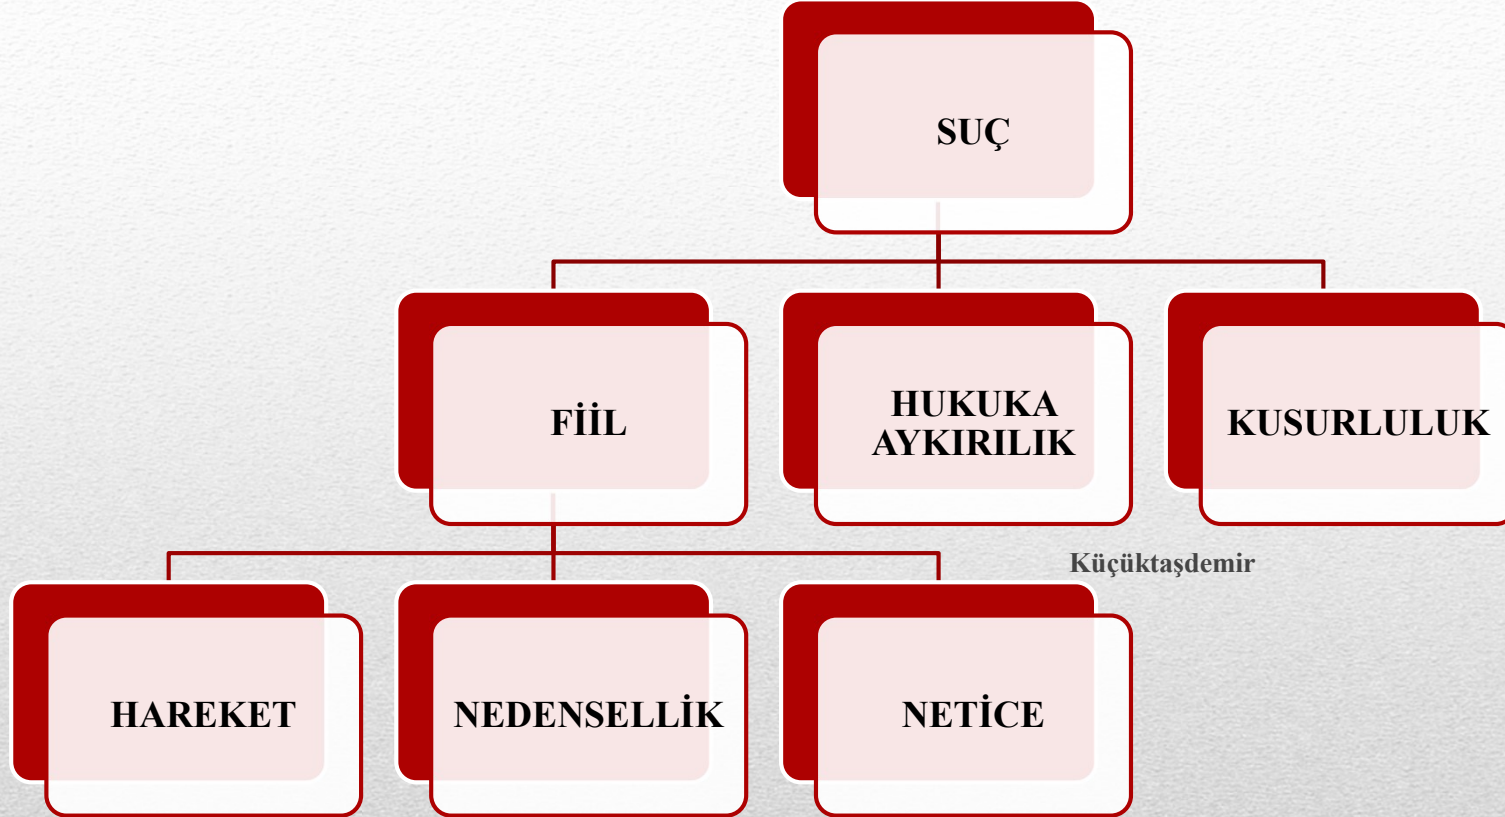 SUÇ
FİİL
HUKUKA
AYKIRILIK
KUSURLULUK
Küçüktaşdemir
HAREKET
NEDENSELLİK
NETİCE